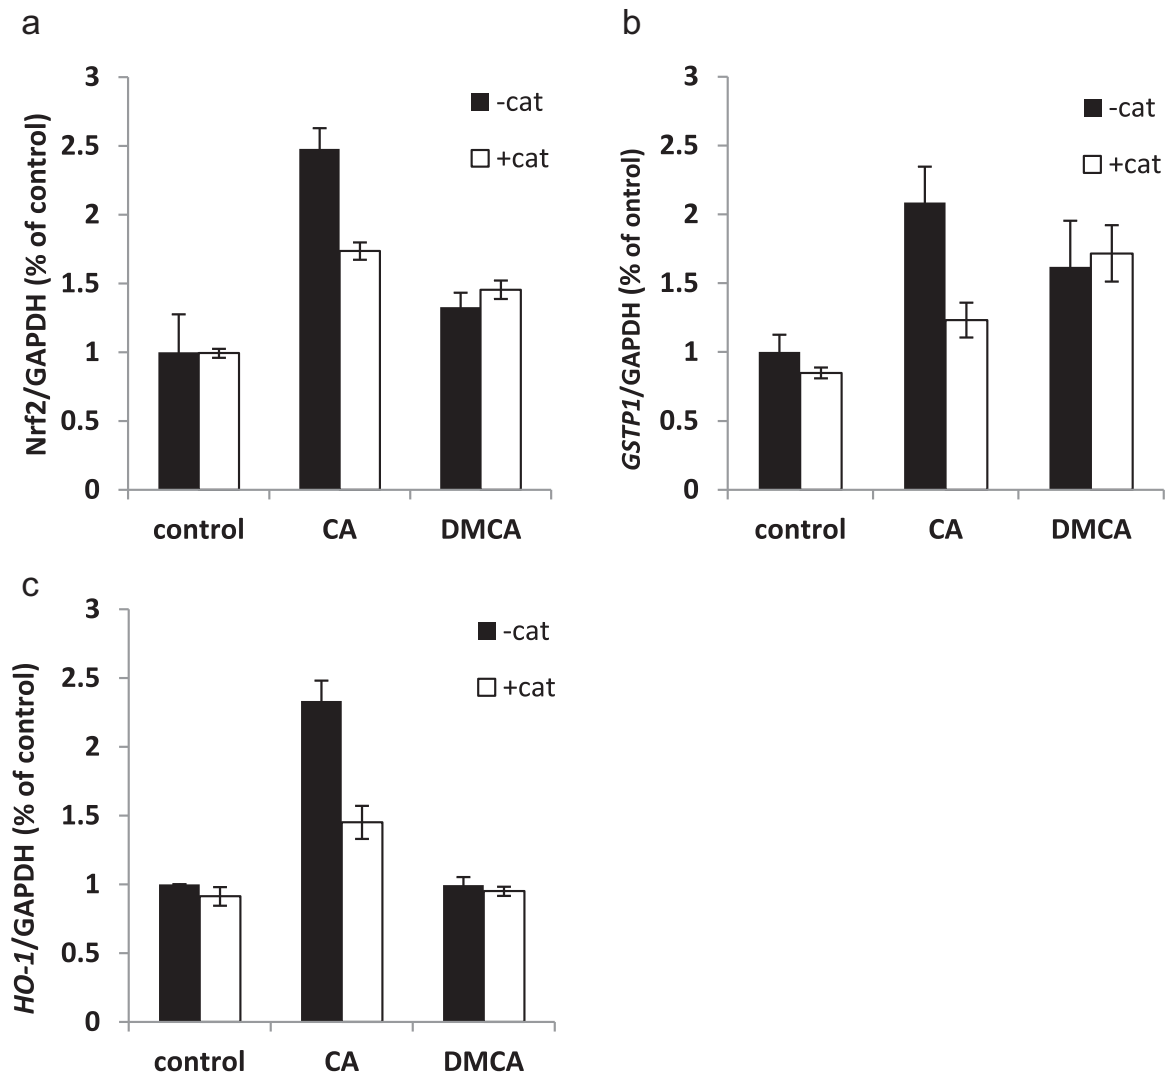 a
Nrf2/GAPDH (% of control)
3
2.5
2
1.5
1
0.5
0
-cat
+cat
control CA DMCA
b
GSTP1/GAPDH (% of ontrol)
3
2.5
2
1.5
1
0.5
0
-cat
+cat
control CA DMCA
c
HO-1/GAPDH (% of control)
3
2.5
2
1.5
1
0.5
0
-cat
+cat
control CA DMCA